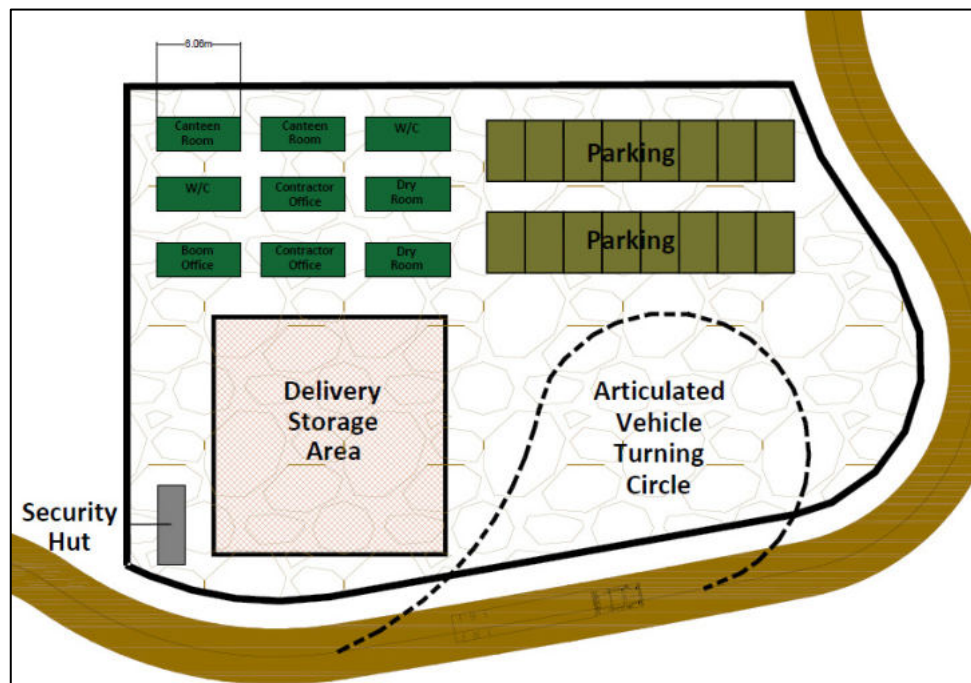 6.06m
Canteen
Room
Canteen
Room
W/C
Parking
W/C
Contractor
Office
Dry
Room
Boom
Office
Contractor
Office
Dry
Room
Parking
Delivery
Storage
Area
Articulated
Vehicle
Turning
Circle
Security
Hut